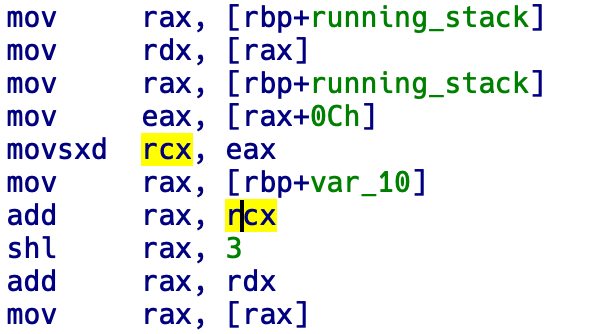 mov rax, [rbp+running_stack]
mov rdx, [rax]
mov rax, [rbp+running_stack]
mov eax, [rax+0Ch]
movsxd rcx, eax
mov rax, [rbp+var_10]
add rax, rcx
shl rax, 3
add rax, rdx
mov rax, [rax]